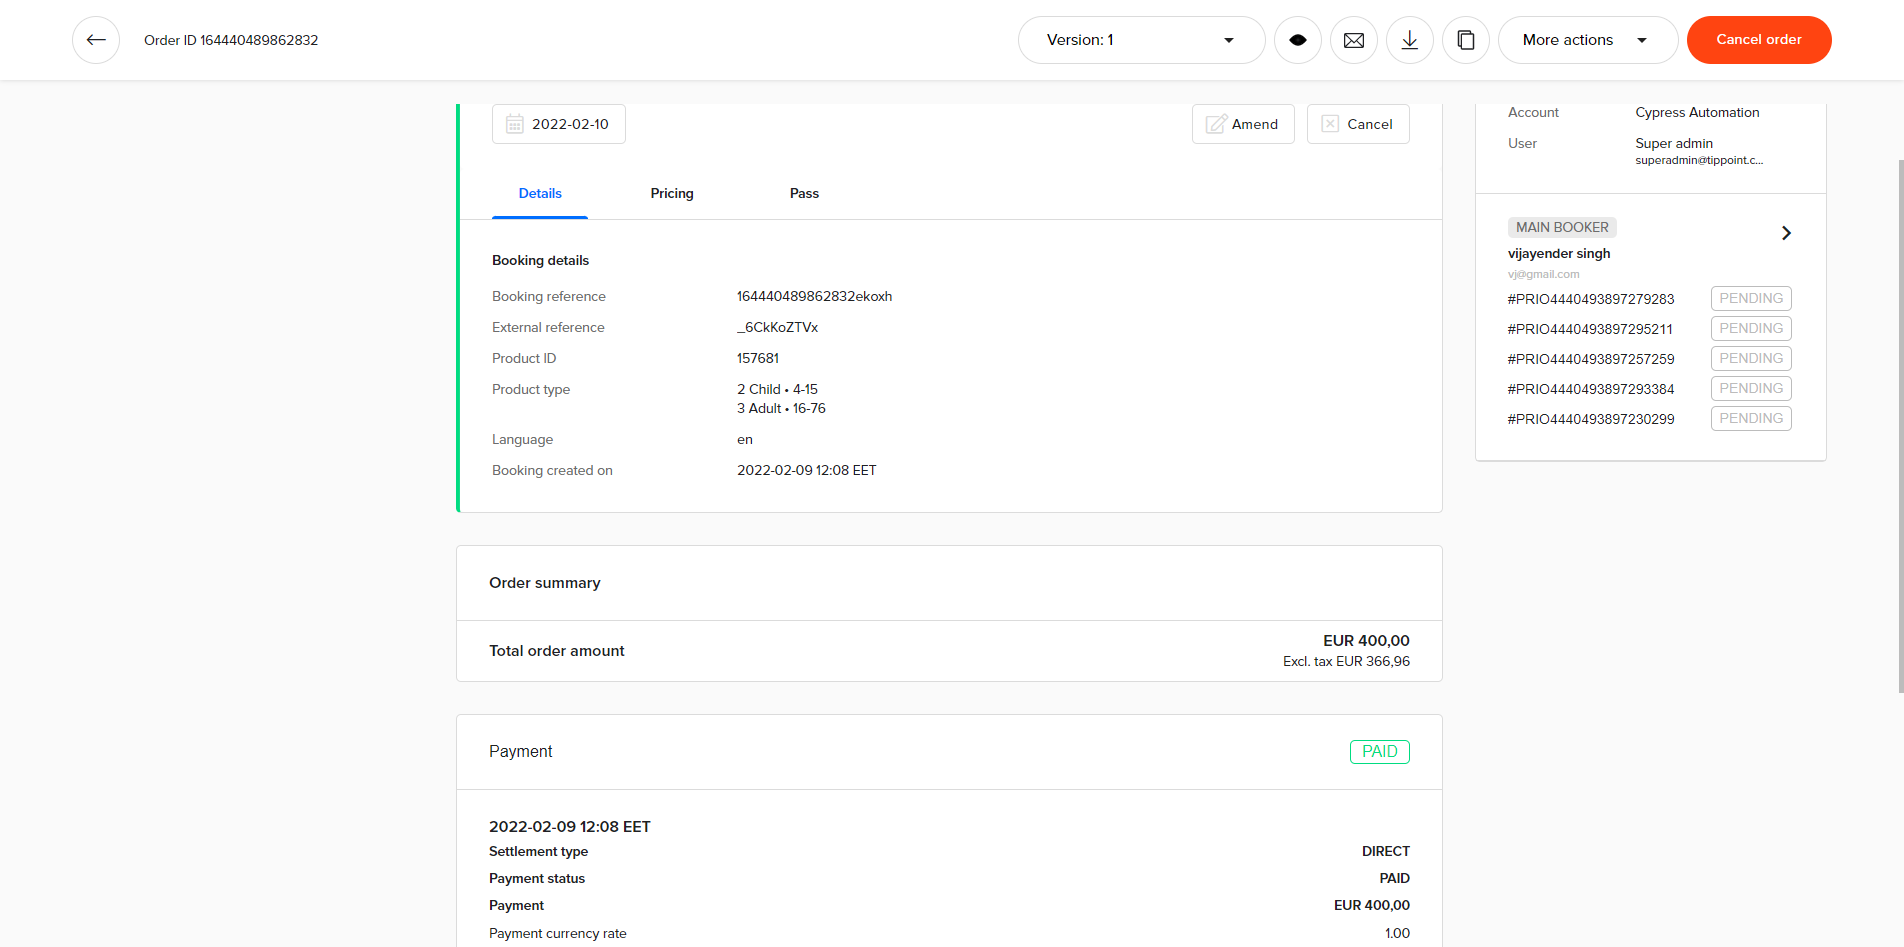 Order ID 164440489862832
Version: 1
More actions
Cancel order
2022-02-10
Amend
Cancel
Details
Pricing
Pass
Booking details
Booking reference 164440489862832ekoxh
External reference _6CkKoZTVx
Product ID 157681
Product type 2 Child • 4-15
3 Adult • 16-76
Language en
Booking created on 2022-02-09 12:08 EET
Order summary
Total order amount EUR 400,00
Excl. tax EUR 366,96
Payment PAID
2022-02-09 12:08 EET
Settlement type DIRECT
Payment status PAID
Payment EUR 400,00
Payment currency rate 1.00
Account Cypress Automation
User Super admin
superadmin@tippoint.c...
MAIN BOOKER
vijayender singh
vj@gmail.com
#PRIO4440493897279283 PENDING
#PRIO4440493897295211 PENDING
#PRIO4440493897257259 PENDING
#PRIO4440493897293384 PENDING
#PRIO4440493897230299 PENDING